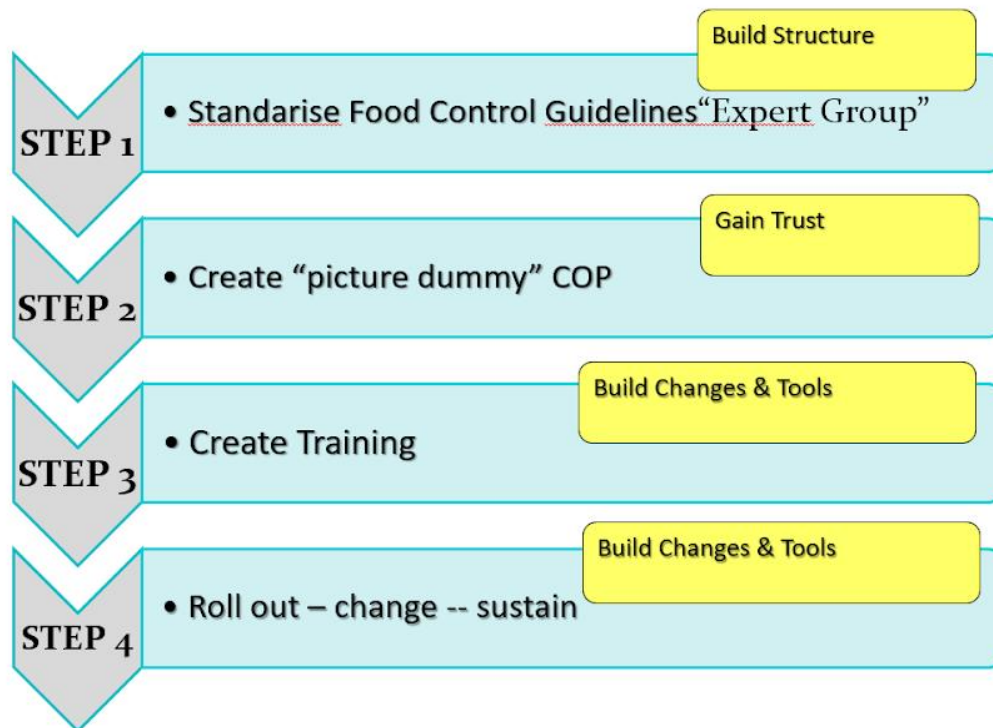 Build Structure
STEP 1
• Standarise Food Control Guidelines“Expert Group”
Gain Trust
STEP 2
• Create “picture dummy” COP
Build Changes & Tools
STEP 3
• Create Training
Build Changes & Tools
STEP 4
• Roll out – change -- sustain